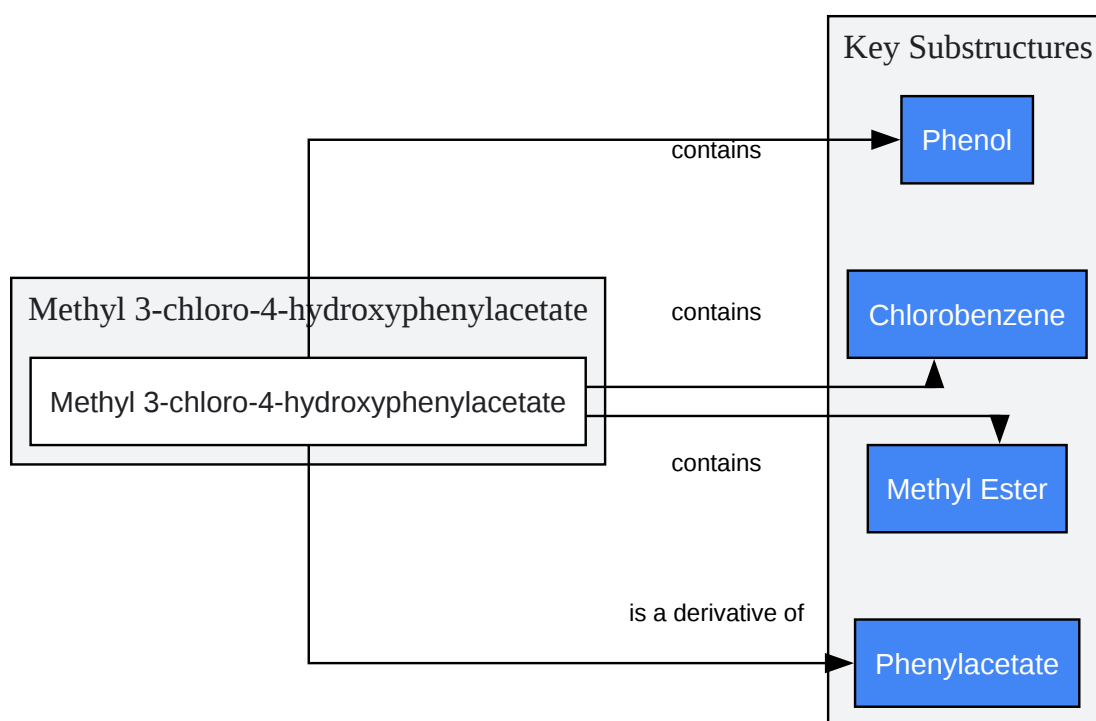 Key Substructures
Phenol
contains
Chlorobenzene
contains
Methyl 3-chloro-4-hydroxyphenylacetate
Methyl 3-chloro-4-hydroxyphenylacetate
contains
Methyl Ester
is a derivative of
Phenylacetate